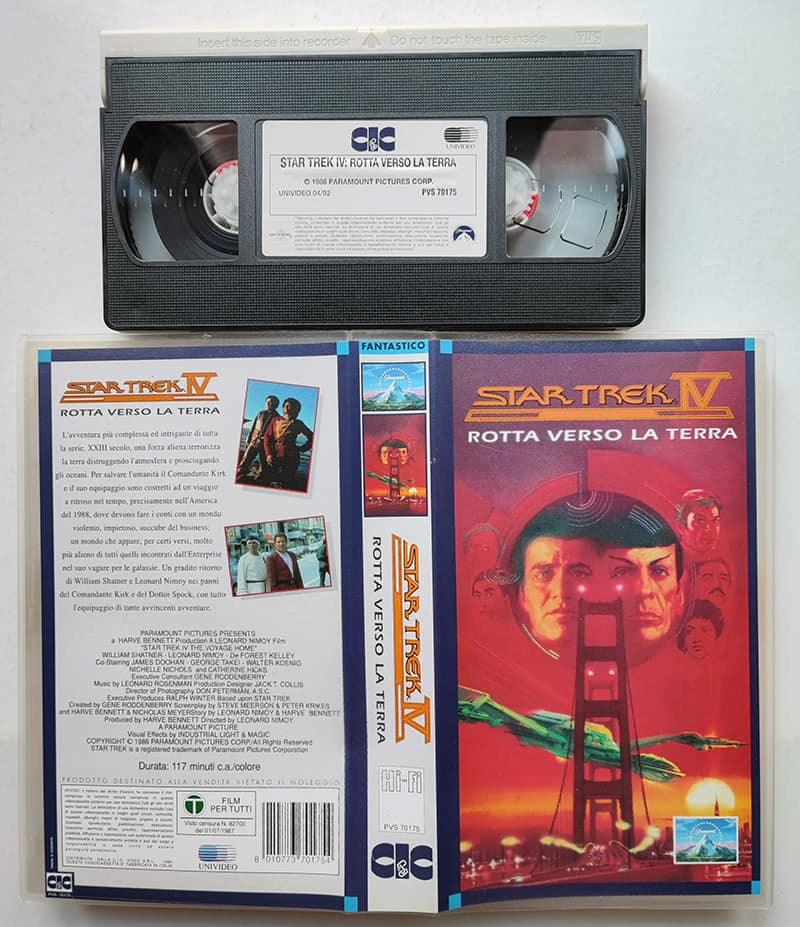 Insert this side into recorder Do not touch the tape inside VHS
CIC
UNIVIDEO
STAR TREK IV: ROTTA VERSO LA TERRA
© 1986 PARAMOUNT PICTURES CORP.
UNIVIDEO 04/92 PVS 70175
STAR TREK IV
ROTTA VERSO LA TERRA
L'avventura più complessa ed intrigante di tutta
la serie. XXIII secolo, una forza aliena terrorizza
la terra distruggendo l'atmosfera e prosciugando
gli oceani. Per salvare l'umanità il Comandante Kirk
e il suo equipaggio sono costretti ad un viaggio
a ritroso nel tempo, precisamente nell'America
del 1988, dove devono fare i conti con un mondo
violento, impietoso, succube del business;
un mondo che appare, per certi versi, molto
più alieno di tutti quelli incontrati dall'Enterprise
nel suo vagare per le galassie. Un gradito ritorno
di William Shatner e Leonard Nimoy nei panni
del Comandante Kirk e del Dottor Spock, con tutto
l'equipaggio di tante avvincenti avventure.
PARAMOUNT PICTURES PRESENTS
a HARVE BENNETT Production A LEONARD NIMOY Film
"STAR TREK IV THE VOYAGE HOME"
WILLIAM SHATNER - LEONARD NIMOY - De FOREST KELLEY
Co-Starring JAMES DOOHAN - GEORGE TAKEI - WALTER KOENIG
NICHELLE NICHOLS and CATHERINE HICKS
Executive Consultant GENE RODDENBERRY
Music by LEONARD ROSENMAN Production Designer JACK T. COLLIS
Director of Photography DON PETERMAN, A.S.C.
Executive Produces RALPH WINTER Based upon STAR TREK
Created by GENE RODDENBERRY Screenplay by STEVE MEERSON & PETER KRIKES
and HARVE BENNETT & NICHOLAS MEYERStory by LEONARD NIMOY & HARVE BENNETT
Produced by HARVE BENNETT Directed by LEONARD NIMOY
A PARAMOUNT PICTURE
Visual Effects by INDUSTRIAL LIGHT & MAGIC
COPYRIGHT © 1986 PARAMOUNT PICTURES CORP./All Rights Reserved
STAR TREK is a registered trademark of Paramount Pictures Corporation
Durata: 117 minuti c.a./colore
PRODOTTO DESTINATO ALLA VENDITA VIETATO IL NOLEGGIO
T FILM
PER TUTTI
Visto censura N. 82700
del 01/07/1987
UNIVIDEO
8 010773 701754
CIC
FANTASTICO
Paramount
STAR TREK IV
ROTTA VERSO LA TERRA
Hi-Fi
PVS 70175
CIC
STAR TREK IV
ROTTA VERSO LA TERRA
Paramount